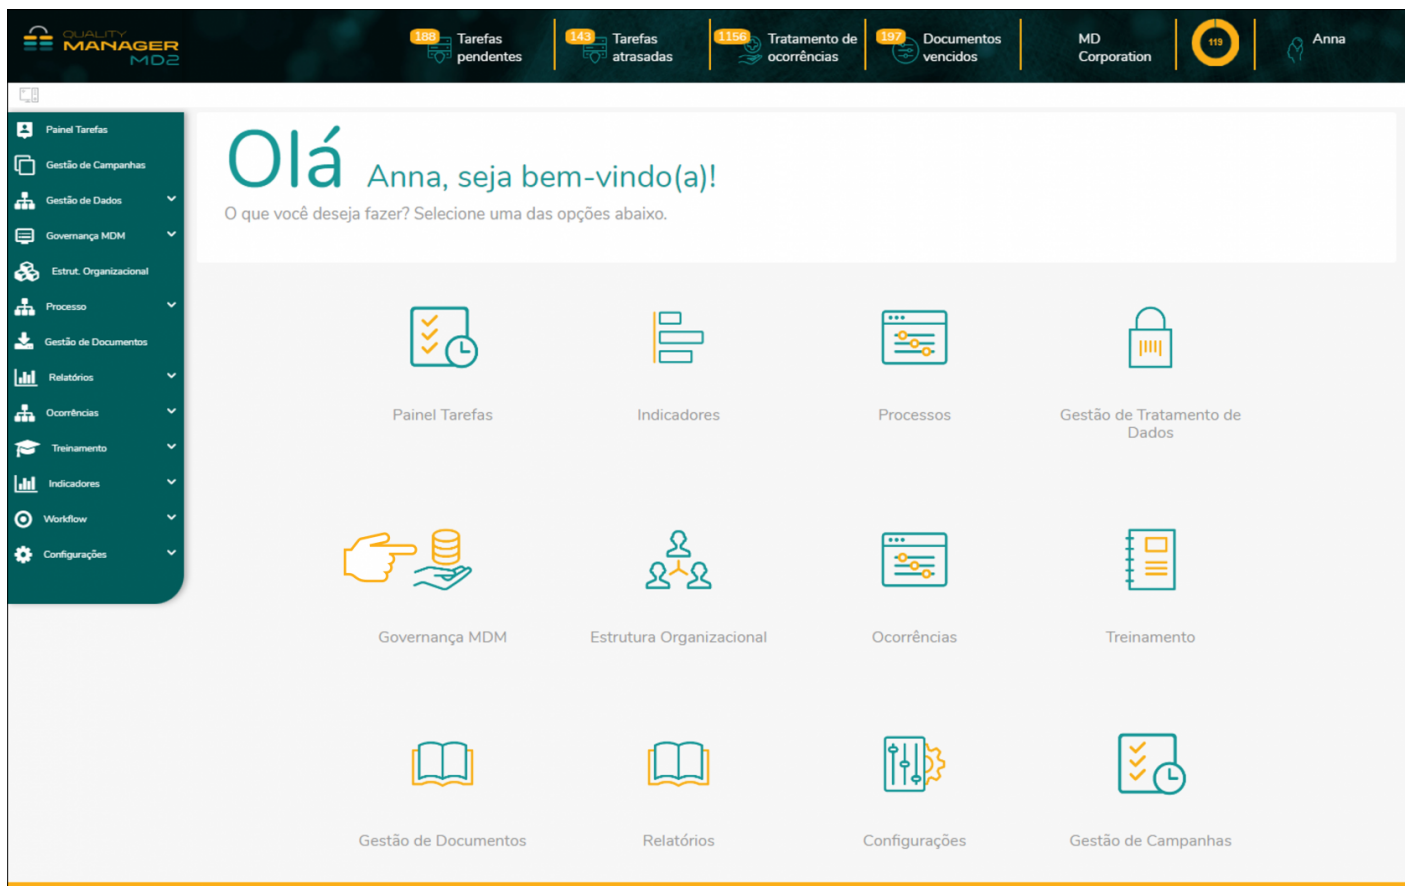 QUALITY
MANAGER
MD2
188
Tarefas
pendentes
143
Tarefas
atrasadas
1156
Tratamento de
ocorrências
197
Documentos
vencidos
MD
Corporation
119
Anna
Painel Tarefas
Gestão de Campanhas
Gestão de Dados
Governança MDM
Estrut. Organizacional
Processo
Gestão de Documentos
Relatórios
Ocorrências
Treinamento
Indicadores
Workflow
Configurações
Olá Anna, seja bem-vindo(a)!
O que você deseja fazer? Selecione uma das opções abaixo.
Painel Tarefas
Indicadores
Processos
Gestão de Tratamento de
Dados
Governança MDM
Estrutura Organizacional
Ocorrências
Treinamento
Gestão de Documentos
Relatórios
Configurações
Gestão de Campanhas